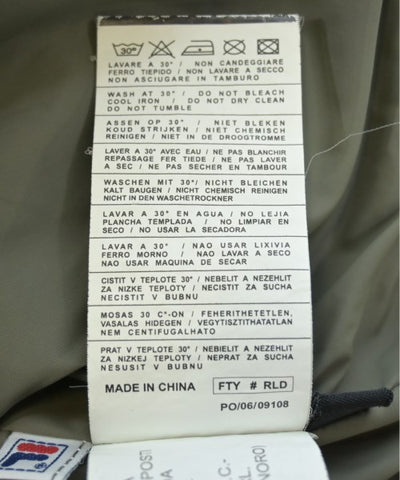 30°
LAVARE A 30° / NON CANDEGGIARE
FERRO TIEPIDO / NON LAVARE A SECCO
NON ASCIUGARE IN TAMBURO
WASH AT 30° / DO NOT BLEACH
COOL IRON / DO NOT DRY CLEAN
DO NOT TUMBLE
ASSEN OP 30° / NIET BLEKEN
KOUD STRIJKEN / NIET CHEMISCH
REINIGEN / NIET IN DE DROOGTROMME
LAVER A 30° AVEC EAU / NE PAS BLANCHIR
REPASSAGE FER TIEDE / NE PAS LAVER
A SEC / NE PAS SECHER EN TAMBOUR
WASCHEN MIT 30° / NICHT BLEICHEN
KALT BAUGEN / NICHT CHEMISCH REINIGEN
NICHT IN DEN WASCHETROCKNER
LAVAR A 30° EN AGUA / NO LEJIA
PLANCHA TEMPLADA / NO LIMPIAR EN
SECO / NO USAR LA SECADORA
LAVAR A 30° / NAO USAR LIXIVIA
FERRO MORNO / NAO LAVAR A SECO
NAO USAR MAQUINA DE SECAR
CISTIT V TEPLOTE 30° / NEBELIT A NEZEHLIT
ZA NIZKE TEPLOTY / NECISTIT ZA SUCHA
NECISTIT V BUBNU
MOSAS 30 C°-ON / FEHERITHETETLEN,
VASALAS HIDEGEN / VEGYTISZTITHATATLAN
NEM CENTIFUGALHATO
PRAT V TEPLOTE 30° / NEBIELIT A NEZEHLIT
ZA NIZKEJ TEPLOTY / NEPRAT ZA SUCHA
NESUSIT V BUBNU
MADE IN CHINA FTY # RLD
PO/06/09108
FILA